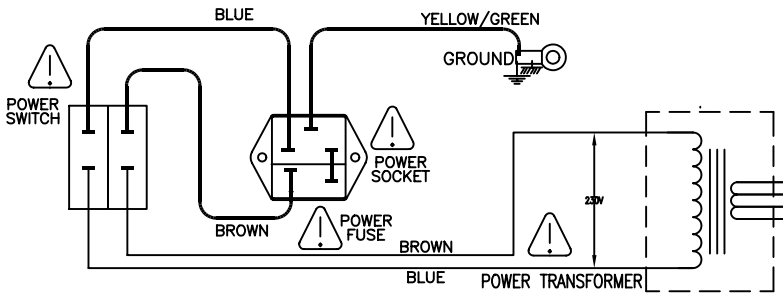 BLUE
YELLOW/GREEN
GROUND
POWER
SWITCH
POWER
SOCKET
230V
BROWN
POWER
FUSE
BROWN
BLUE
POWER TRANSFORMER